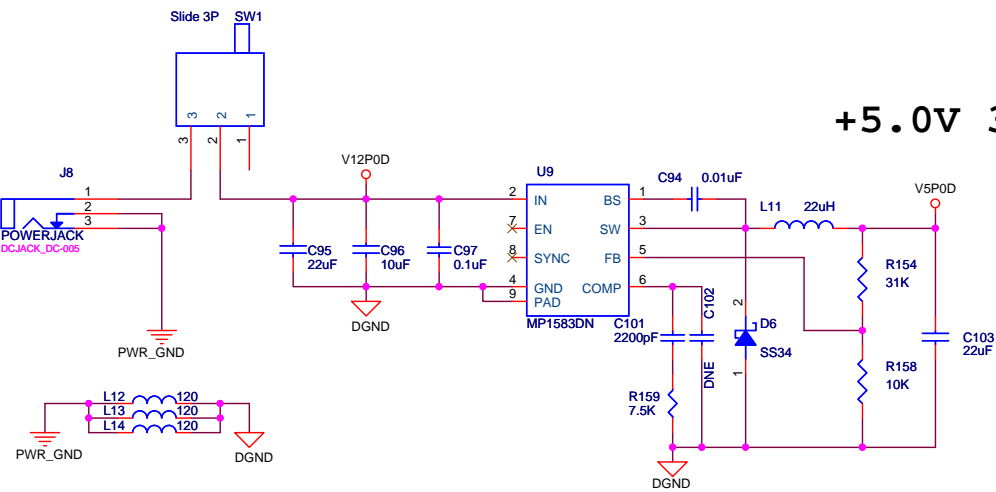 Slide 3P SW1
3 2 1
3 2 1
+5.0V 3
J8
1
2
3
POWERJACK
DCJACK_DC-005
PWR_GND
V12P0D
C95
22uF
C96
10uF
C97
0.1uF
DGND
U9
2 IN BS 1
7 EN SW 3
8 SYNC FB 5
4 GND COMP 6
9 PAD
MP1583DN
C94 0.01uF
L11 22uH
V5P0D
R154
31K
C101
2200pF
C102
DNE
2
D6
SS34
1
C103
22uF
R158
10K
R159
7.5K
DGND
L12 120
L13 120
L14 120
PWR_GND
DGND